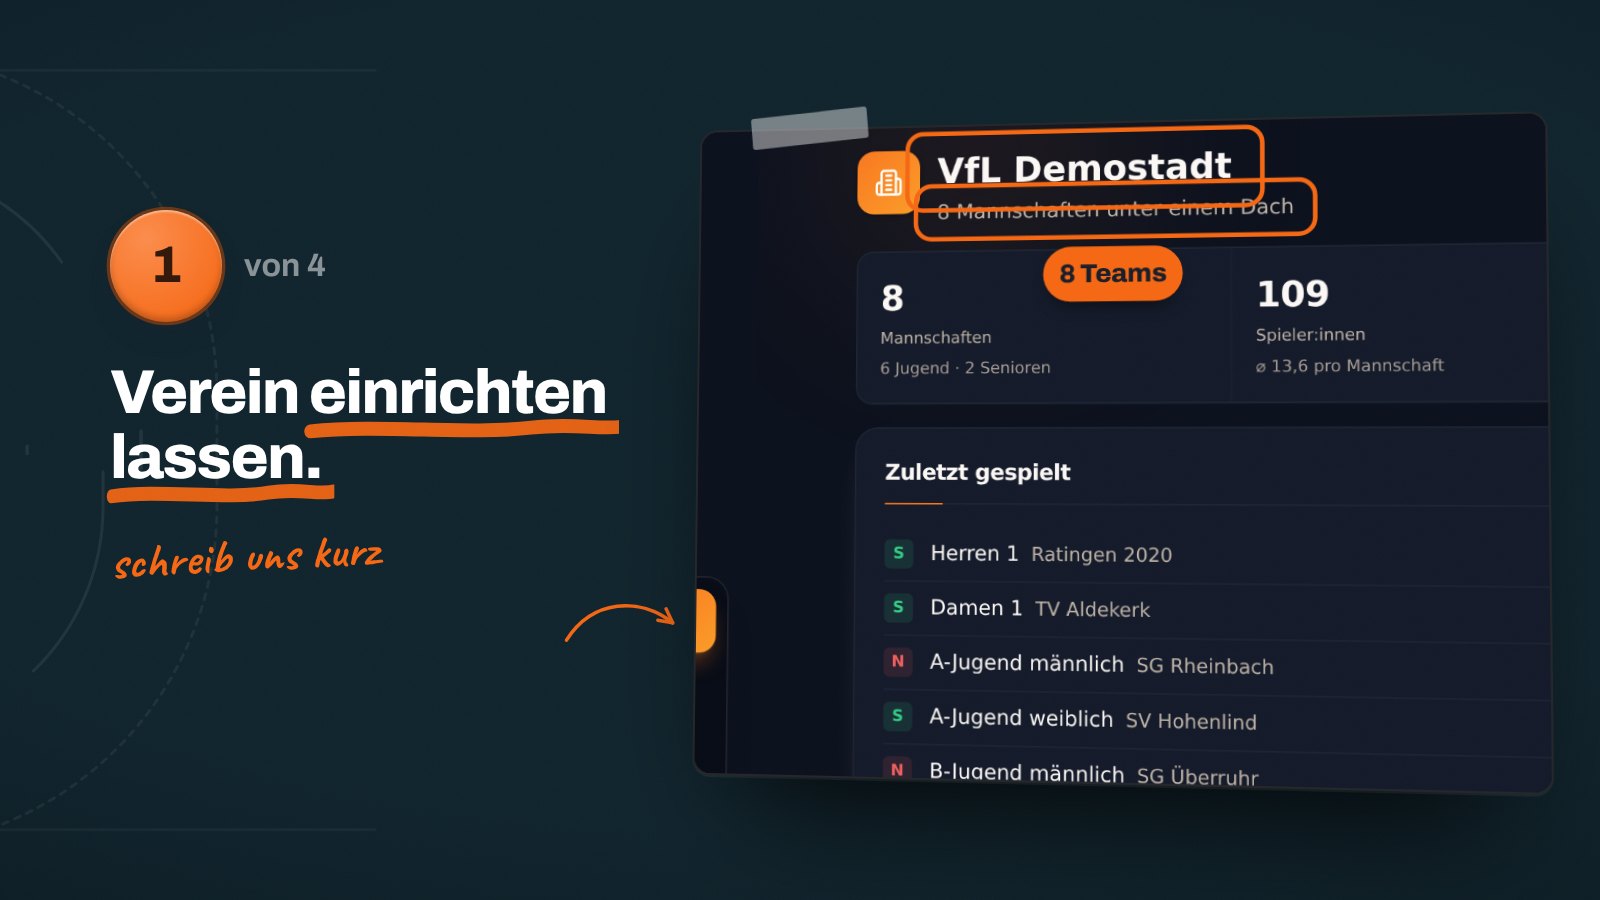 1 von 4
Verein einrichten
lassen.
schreib uns kurz
VfL Demostadt
8 Mannschaften unter einem Dach
8 Teams
8
Mannschaften
6 Jugend · 2 Senioren
109
Spieler:innen
⌀ 13,6 pro Mannschaft
Zuletzt gespielt
S Herren 1 Ratingen 2020
S Damen 1 TV Aldekerk
N A-Jugend männlich SG Rheinbach
S A-Jugend weiblich SV Hohenlind
N B-Jugend männlich SG Überruhr